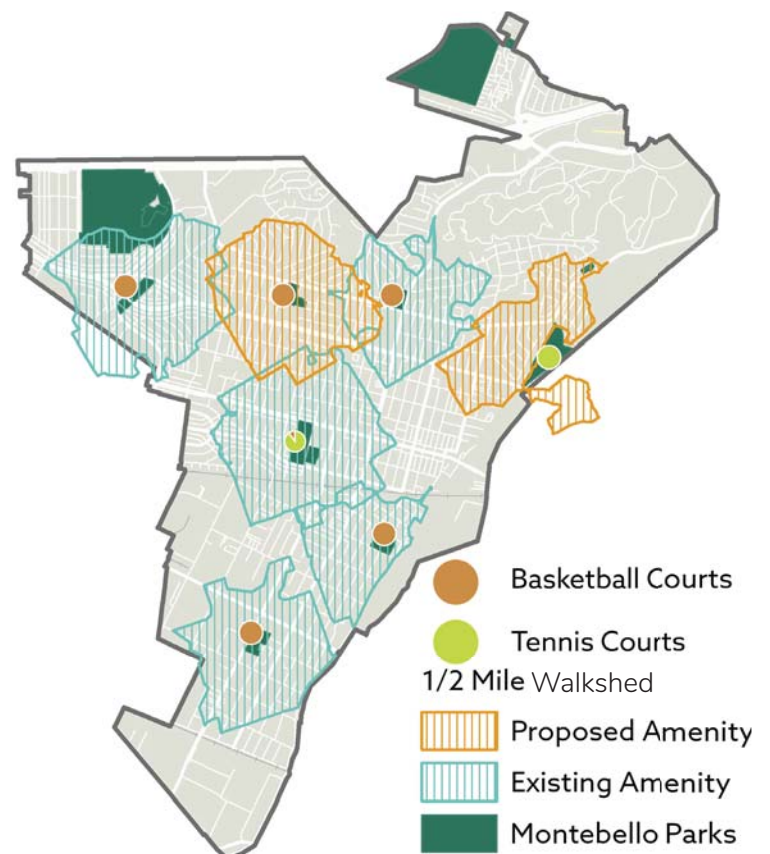 Basketball Courts
Tennis Courts
1/2 Mile Walkshed
Proposed Amenity
Existing Amenity
Montebello Parks